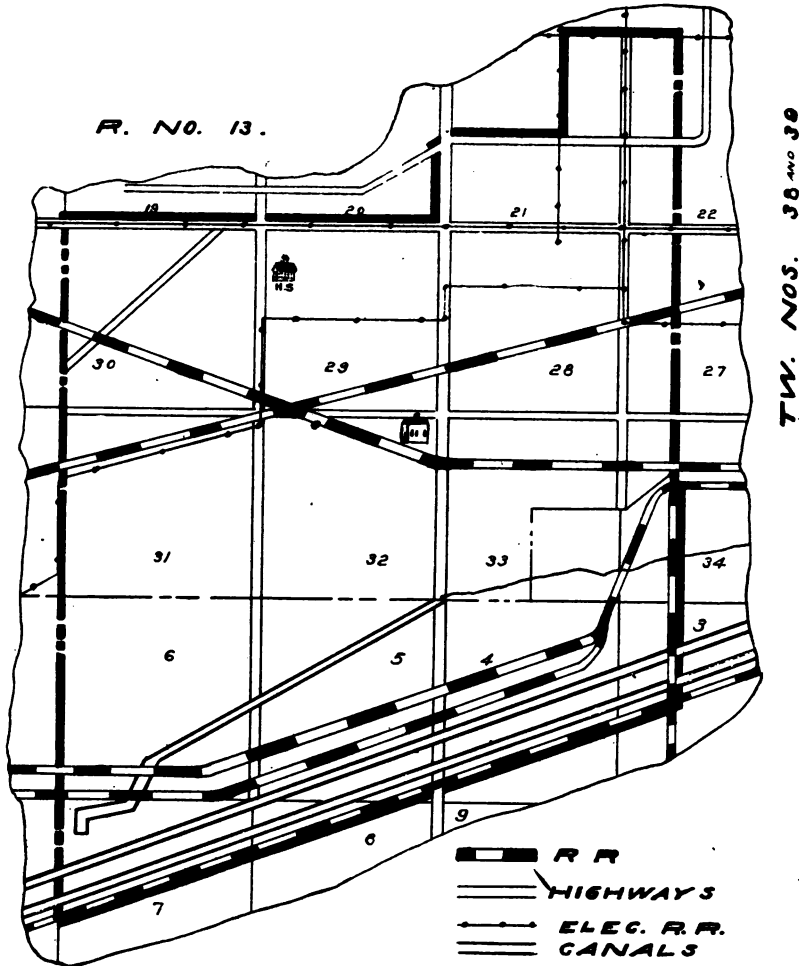 R. NO. 13.
TW. NOS. 38 AND 39
19 20 21 22
H.S
30 29 28 27
31 32 33 34
6 5 4 3
7 8 9
R R
HIGHWAYS
ELEC. R.R.
CANALS